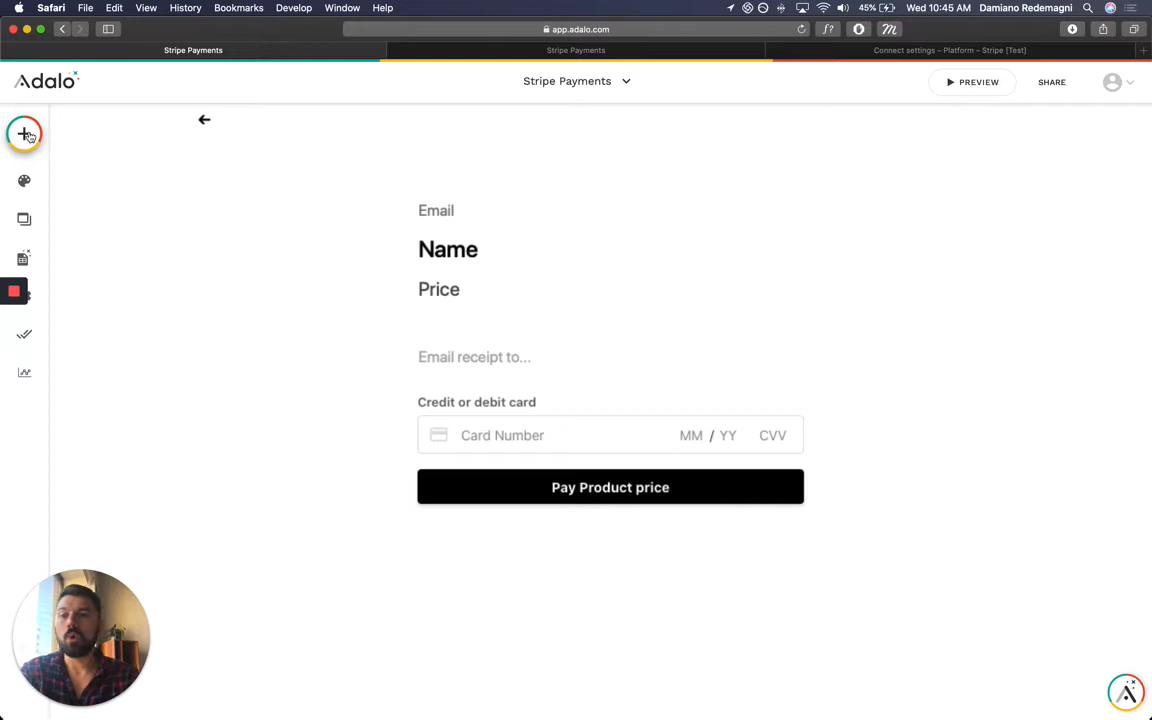 Safari File Edit View History Bookmarks Develop Window Help 45% Wed 10:45 AM Damiano Redemagni
app.adalo.com f?
Stripe Payments Stripe Payments Connect settings – Platform – Stripe [Test]
Adalo Stripe Payments PREVIEW SHARE
Email
Name
Price
Email receipt to...
Credit or debit card
Card Number MM / YY CVV
Pay Product price